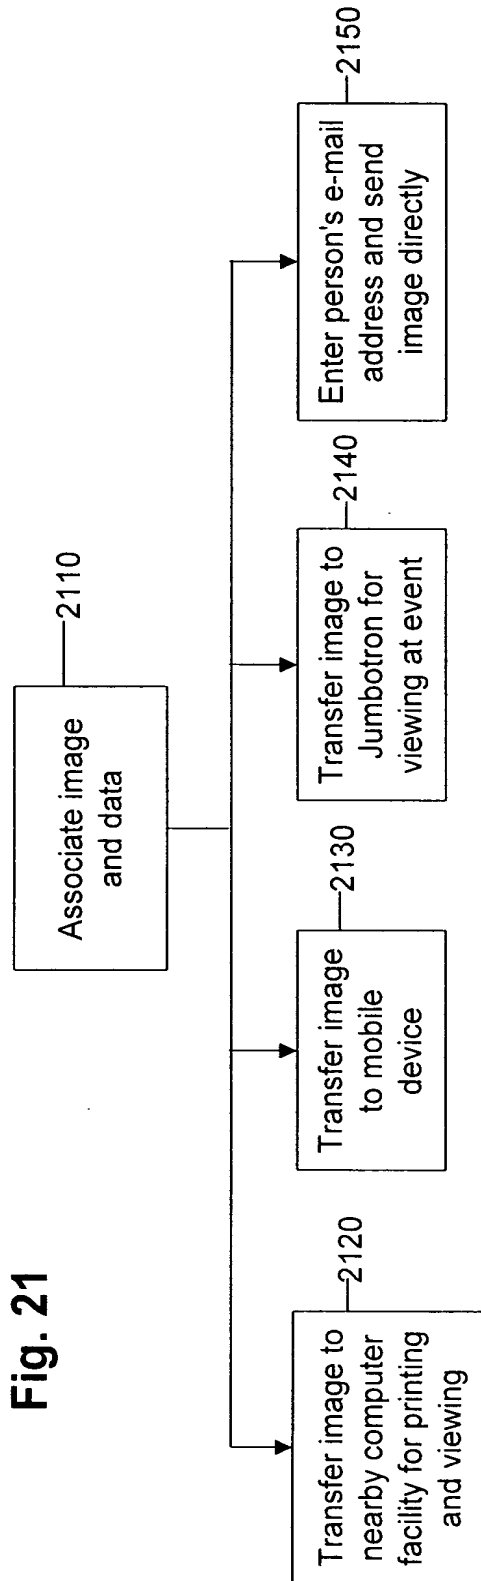 Fig. 21
Associate image
and data
2110
Transfer image to
nearby computer
facility for printing
and viewing
2120
Transfer image
to mobile
device
2130
Transfer image to
Jumbotron for
viewing at event
2140
Enter person's e-mail
address and send
image directly
2150